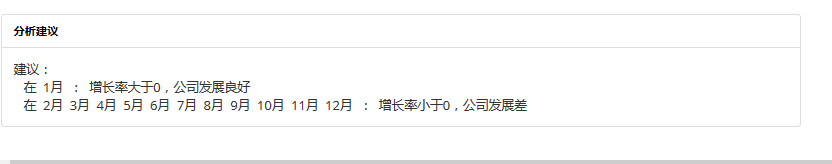 分析建议
建议：
在 1月 ： 增长率大于0，公司发展良好
在 2月 3月 4月 5月 6月 7月 8月 9月 10月 11月 12月 ： 增长率小于0，公司发展差